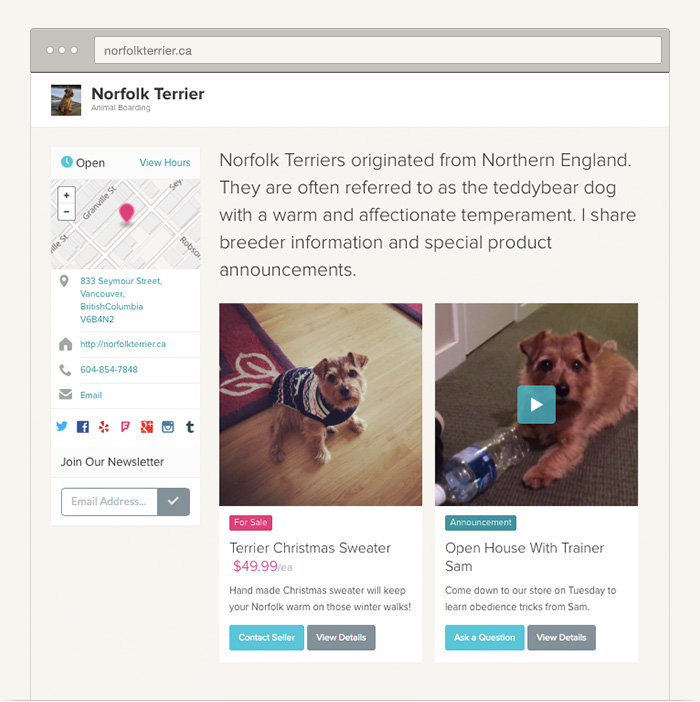 norfolkterrier.ca
Norfolk Terrier
Animal Boarding
Open
View Hours
+
−
Granville St
Sey
lle St
Robso
833 Seymour Street,
Vancouver,
BritishColumbia
V6B4N2
http://norfolkterrier.ca
604-854-7848
Email
Join Our Newsletter
Email Address...
Norfolk Terriers originated from Northern England.
They are often referred to as the teddybear dog
with a warm and affectionate temperament. I share
breeder information and special product
announcements.
For Sale
Terrier Christmas Sweater
$49.99/ea
Hand made Christmas sweater will keep
your Norfolk warm on those winter walks!
Contact Seller
View Details
Announcement
Open House With Trainer
Sam
Come down to our store on Tuesday to
learn obedience tricks from Sam.
Ask a Question
View Details